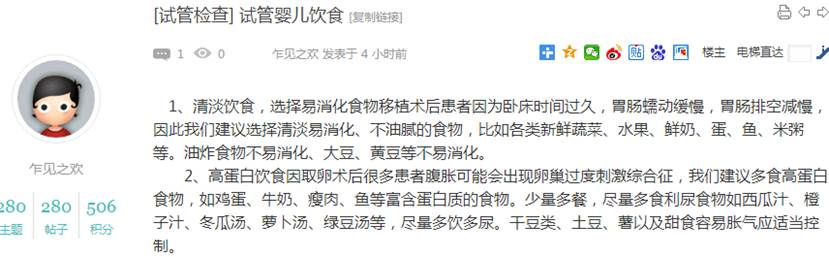 [试管检查] 试管婴儿饮食 [复制链接]
1 0 乍见之欢 发表于 4 小时前 贴 楼主 电梯直达
1、清淡饮食，选择易消化食物移植术后患者因为卧床时间过久，胃肠蠕动缓慢，胃肠排空减慢，
因此我们建议选择清淡易消化、不油腻的食物，比如各类新鲜蔬菜、水果、鲜奶、蛋、鱼、米粥
等。油炸食物不易消化、大豆、黄豆等不易消化。
2、高蛋白饮食因取卵术后很多患者腹胀可能会出现卵巢过度刺激综合征，我们建议多食高蛋白
食物，如鸡蛋、牛奶、瘦肉、鱼等富含蛋白质的食物。少量多餐，尽量多食利尿食物如西瓜汁、橙
子汁、冬瓜汤、萝卜汤、绿豆汤等，尽量多饮多尿。干豆类、土豆、薯以及甜食容易胀气应适当控
制。
乍见之欢
280 280 506
主题 帖子 积分